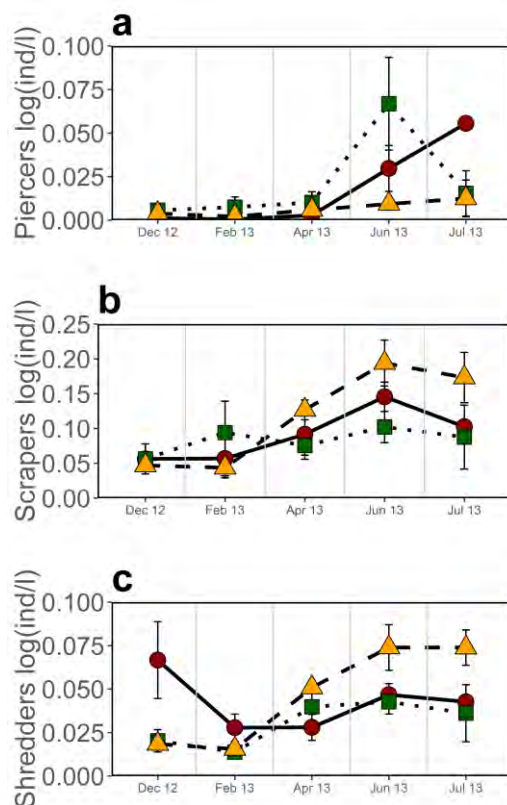 a
Piercers log(ind/l)
0.100
0.075
0.050
0.025
0.000
Dec 12 Feb 13 Apr 13 Jun 13 Jul 13
b
Scrapers log(ind/l)
0.25
0.20
0.15
0.10
0.05
0.00
Dec 12 Feb 13 Apr 13 Jun 13 Jul 13
c
Shredders log(ind/l)
0.100
0.075
0.050
0.025
0.000
Dec 12 Feb 13 Apr 13 Jun 13 Jul 13